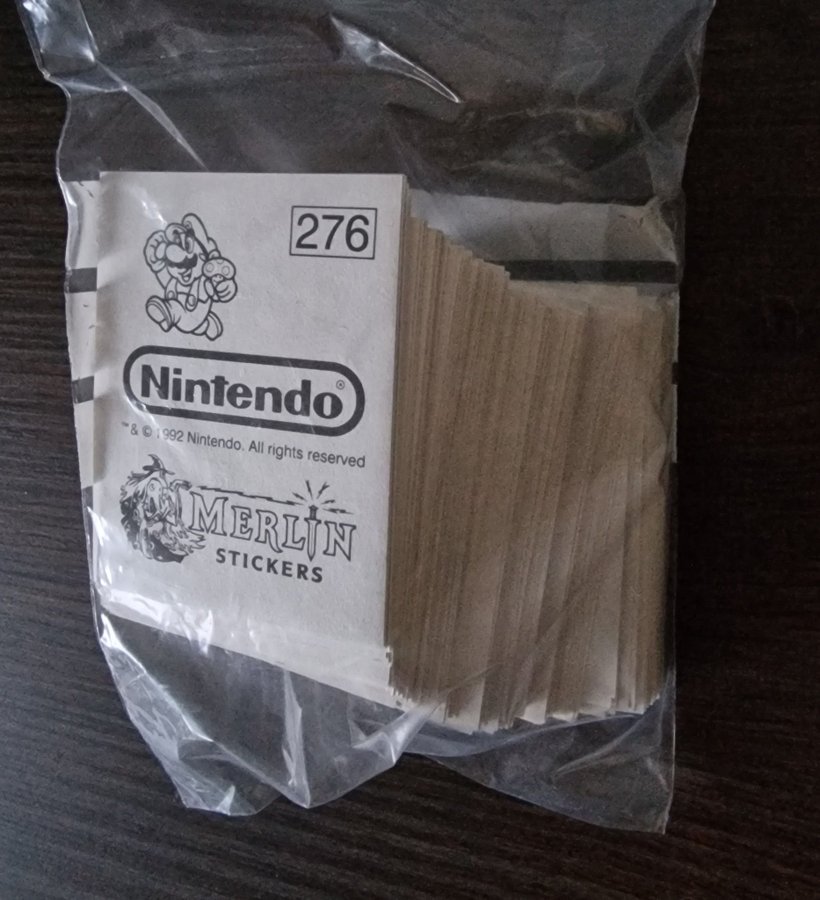 276
Nintendo®
™& © 1992 Nintendo. All rights reserved
MERLIN
STICKERS